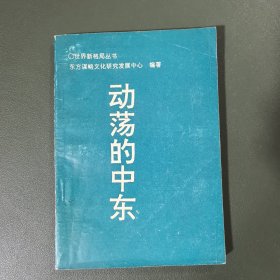 世界新格局丛书
东方谋略文化研究发展中心 编著
动荡的中东